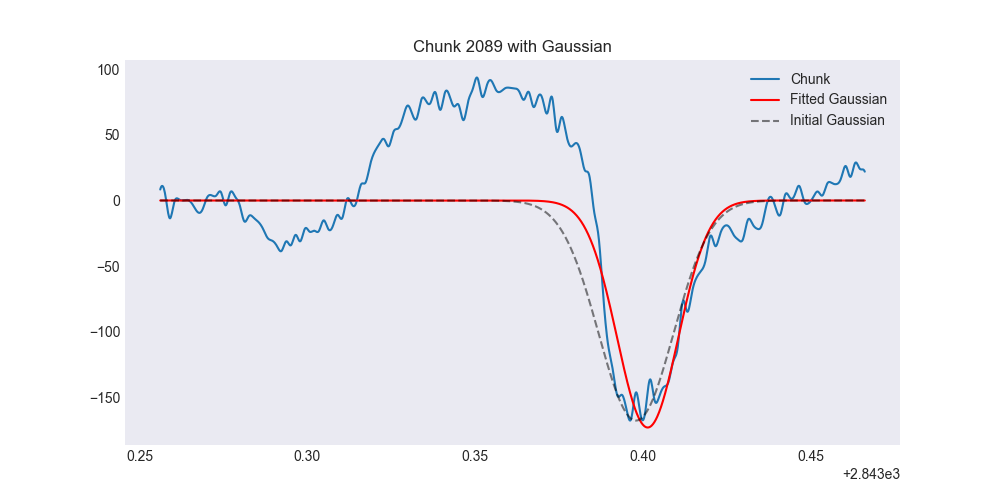 Chunk 2089 with Gaussian
100
50
0
−50
−100
−150
Chunk
Fitted Gaussian
Initial Gaussian
0.25 0.30 0.35 0.40 0.45
+2.843e3